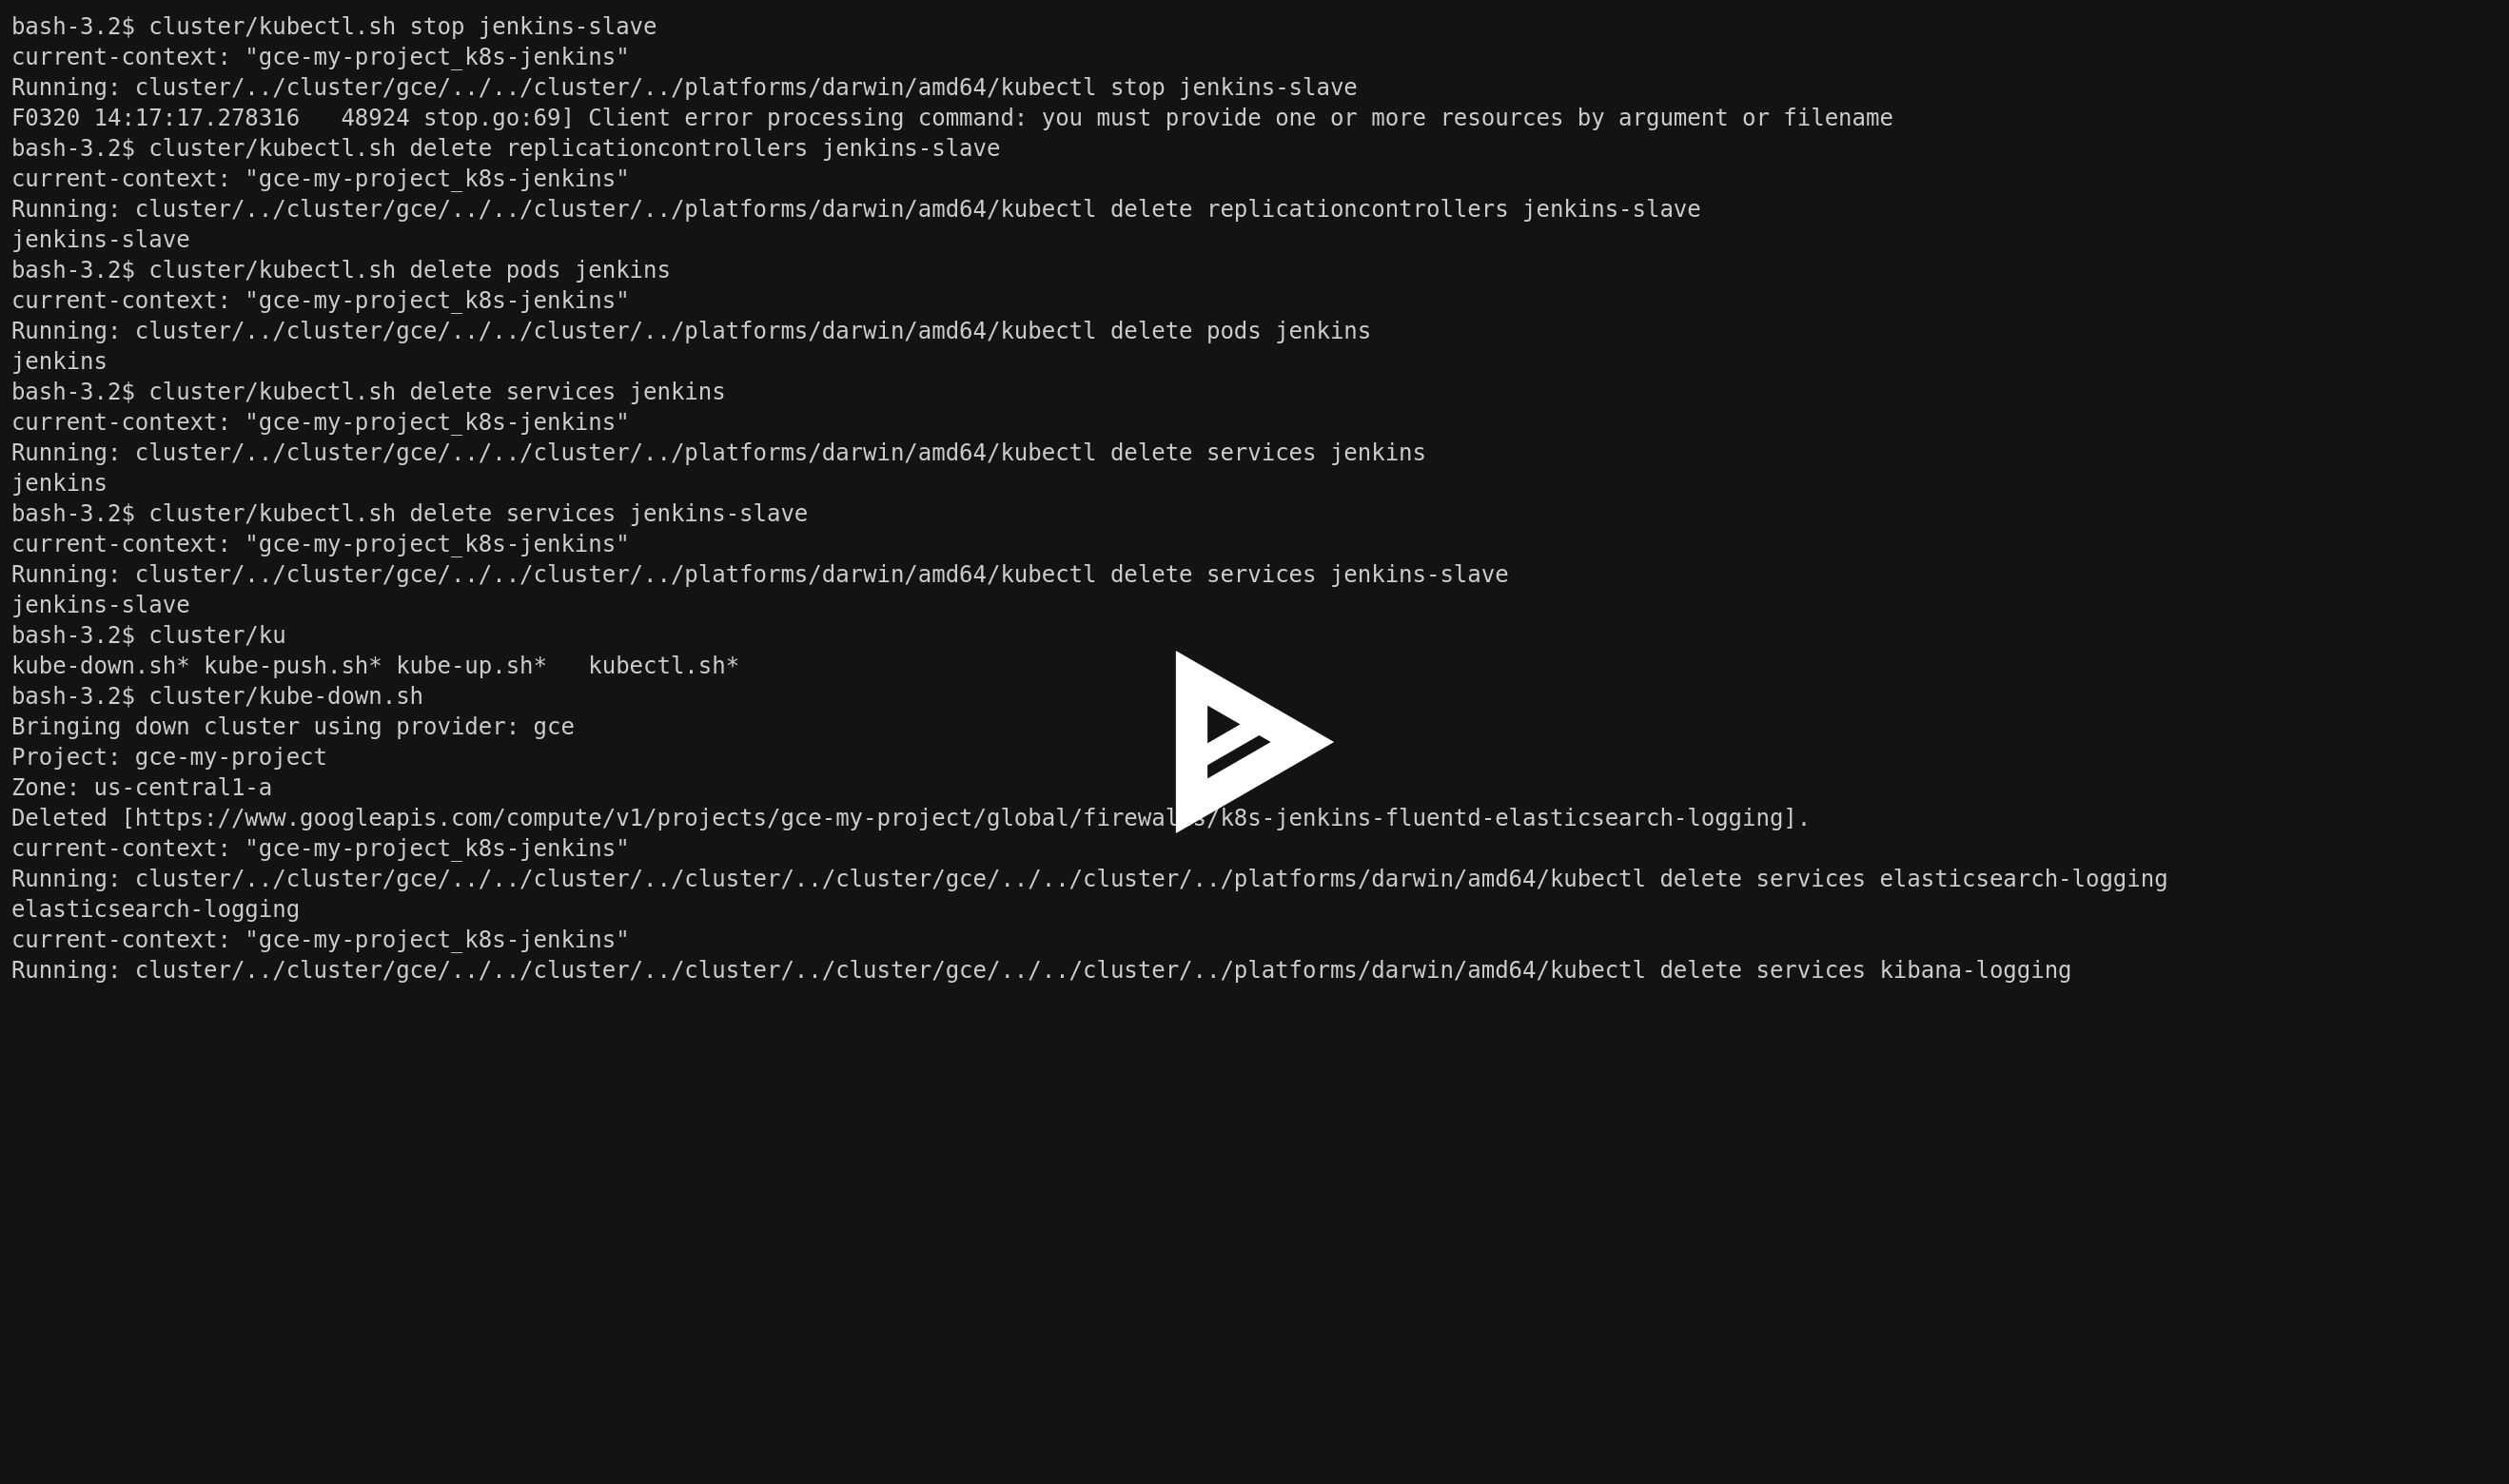 bash-3.2$ cluster/kubectl.sh stop jenkins-slave
current-context: "gce-my-project_k8s-jenkins"
Running: cluster/../cluster/gce/../../cluster/../platforms/darwin/amd64/kubectl stop jenkins-slave
F0320 14:17:17.278316   48924 stop.go:69] Client error processing command: you must provide one or more resources by argument or filename
bash-3.2$ cluster/kubectl.sh delete replicationcontrollers jenkins-slave
current-context: "gce-my-project_k8s-jenkins"
Running: cluster/../cluster/gce/../../cluster/../platforms/darwin/amd64/kubectl delete replicationcontrollers jenkins-slave
jenkins-slave
bash-3.2$ cluster/kubectl.sh delete pods jenkins
current-context: "gce-my-project_k8s-jenkins"
Running: cluster/../cluster/gce/../../cluster/../platforms/darwin/amd64/kubectl delete pods jenkins
jenkins
bash-3.2$ cluster/kubectl.sh delete services jenkins
current-context: "gce-my-project_k8s-jenkins"
Running: cluster/../cluster/gce/../../cluster/../platforms/darwin/amd64/kubectl delete services jenkins
jenkins
bash-3.2$ cluster/kubectl.sh delete services jenkins-slave
current-context: "gce-my-project_k8s-jenkins"
Running: cluster/../cluster/gce/../../cluster/../platforms/darwin/amd64/kubectl delete services jenkins-slave
jenkins-slave
bash-3.2$ cluster/ku
kube-down.sh* kube-push.sh* kube-up.sh*   kubectl.sh*
bash-3.2$ cluster/kube-down.sh
Bringing down cluster using provider: gce
Project: gce-my-project
Zone: us-central1-a
Deleted [https://www.googleapis.com/compute/v1/projects/gce-my-project/global/firewalls/k8s-jenkins-fluentd-elasticsearch-logging].
current-context: "gce-my-project_k8s-jenkins"
Running: cluster/../cluster/gce/../../cluster/../cluster/../cluster/gce/../../cluster/../platforms/darwin/amd64/kubectl delete services elasticsearch-logging
elasticsearch-logging
current-context: "gce-my-project_k8s-jenkins"
Running: cluster/../cluster/gce/../../cluster/../cluster/../cluster/gce/../../cluster/../platforms/darwin/amd64/kubectl delete services kibana-logging